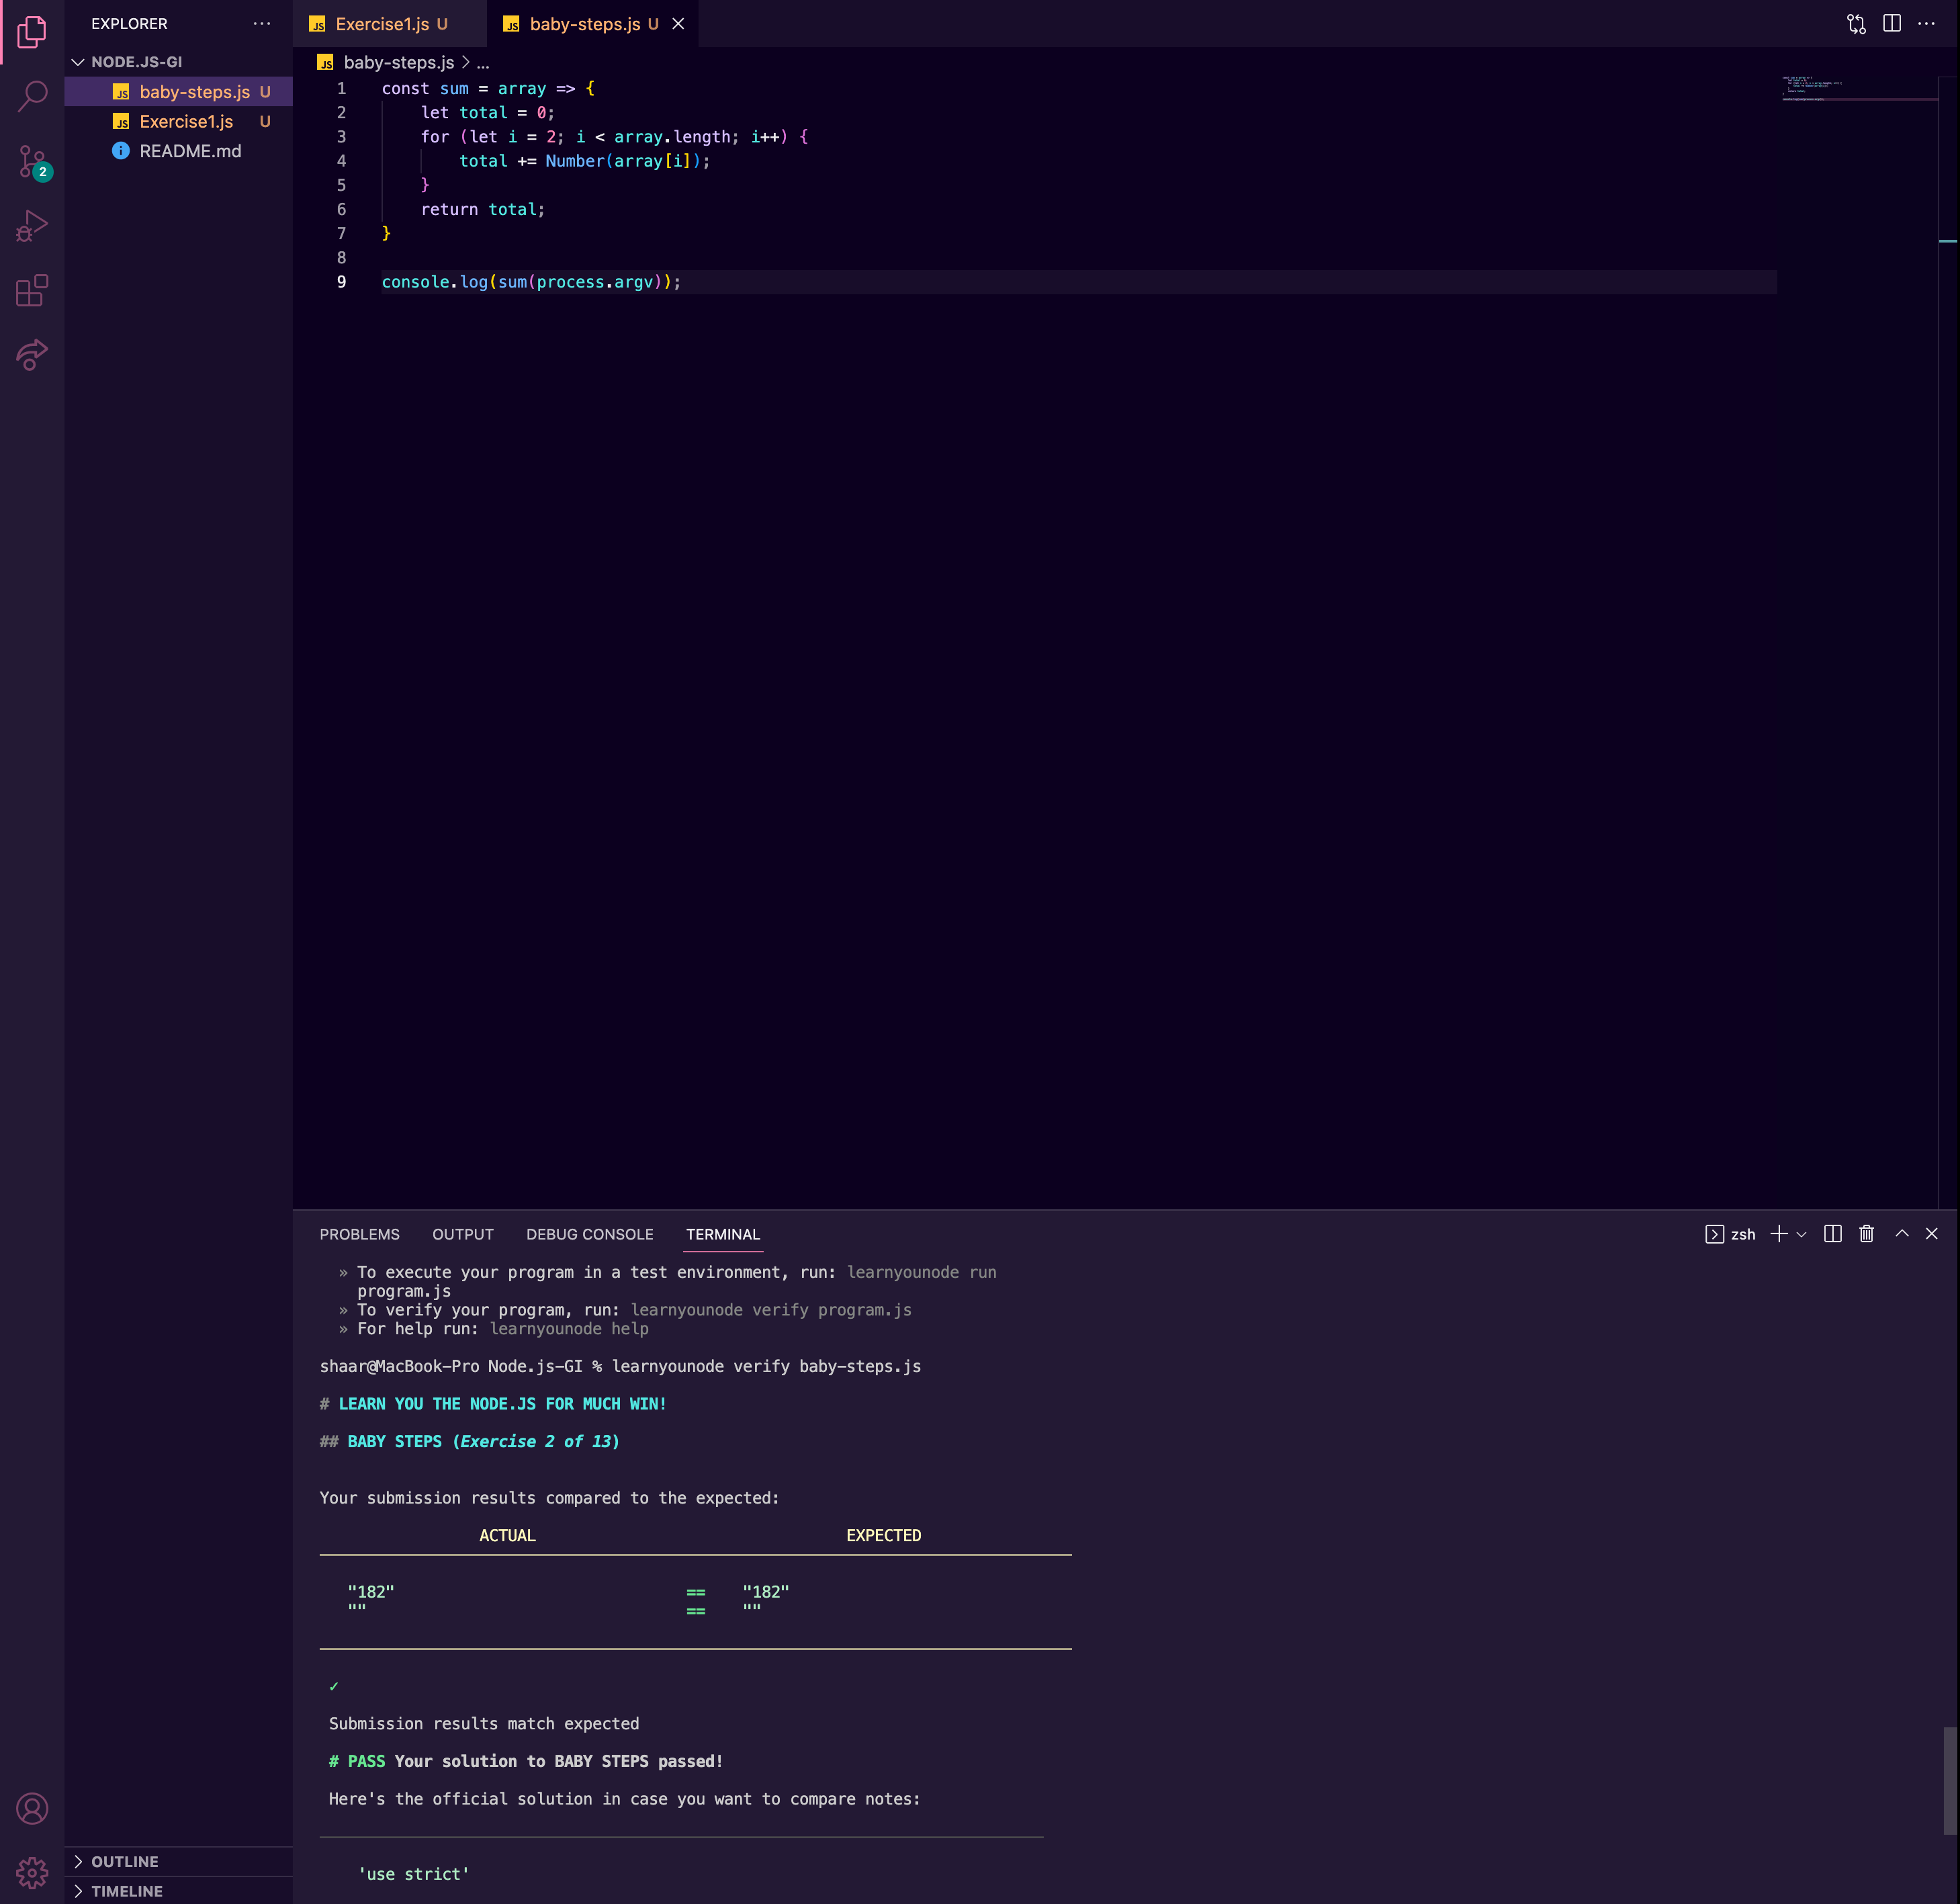 EXPLORER
NODE.JS-GI
JS baby-steps.js U
JS Exercise1.js U
README.md
2
JS Exercise1.js U
JS baby-steps.js U
JS baby-steps.js > ...
1 const sum = array => {
2 let total = 0;
3 for (let i = 2; i < array.length; i++) {
4 total += Number(array[i]);
5 }
6 return total;
7 }
8
9 console.log(sum(process.argv));
PROBLEMS OUTPUT DEBUG CONSOLE TERMINAL
zsh
» To execute your program in a test environment, run: learnyounode run
program.js
» To verify your program, run: learnyounode verify program.js
» For help run: learnyounode help
shaar@MacBook-Pro Node.js-GI % learnyounode verify baby-steps.js
# LEARN YOU THE NODE.JS FOR MUCH WIN!
## BABY STEPS (Exercise 2 of 13)
Your submission results compared to the expected:
ACTUAL EXPECTED
"182" == "182"
"" == ""
✓
Submission results match expected
# PASS Your solution to BABY STEPS passed!
Here's the official solution in case you want to compare notes:
'use strict'
OUTLINE
TIMELINE